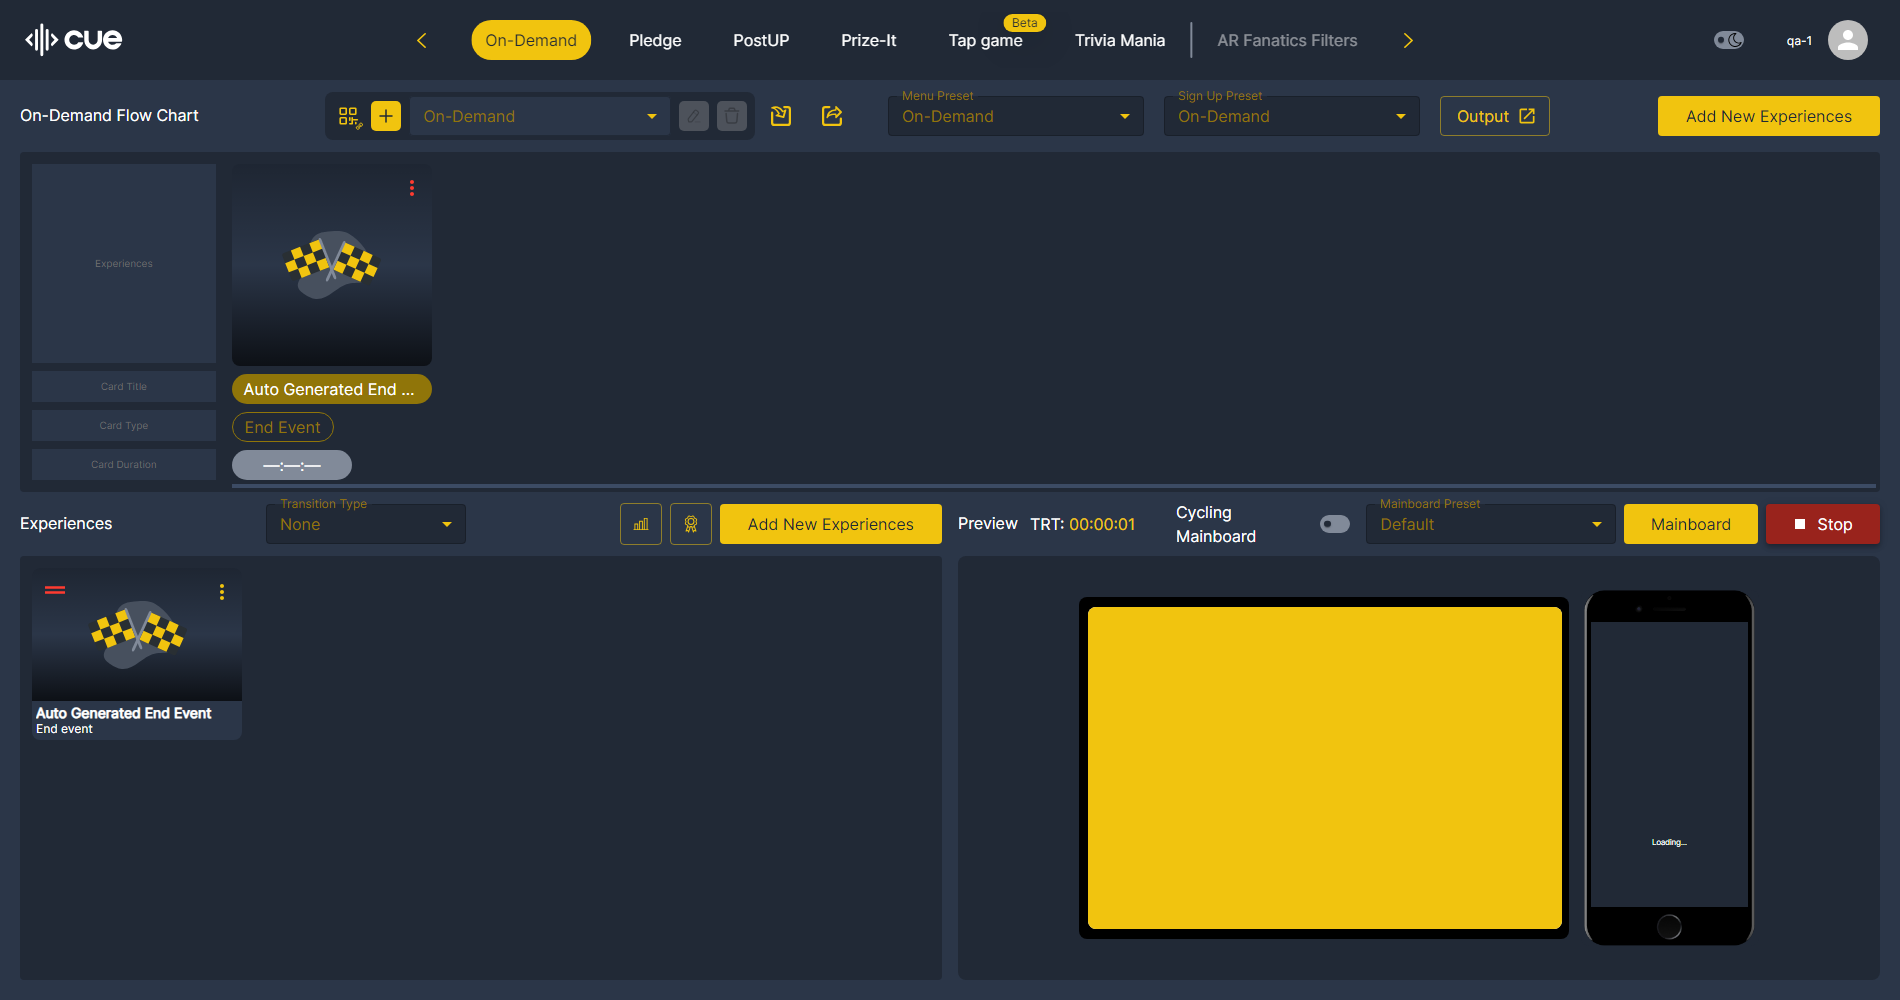 cue
On-Demand
Pledge
PostUP
Prize-It
Tap game
Beta
Trivia Mania
AR Fanatics Filters
qa-1
On-Demand Flow Chart
On-Demand
Menu Preset
On-Demand
Sign Up Preset
On-Demand
Output
Add New Experiences
Experiences
Card Title
Card Type
Card Duration
Auto Generated End ...
End Event
—:—:—
Experiences
Transition Type
None
Add New Experiences
Preview TRT: 00:00:01
Cycling
Mainboard
Mainboard Preset
Default
Mainboard
Stop
Auto Generated End Event
End event
Loading...